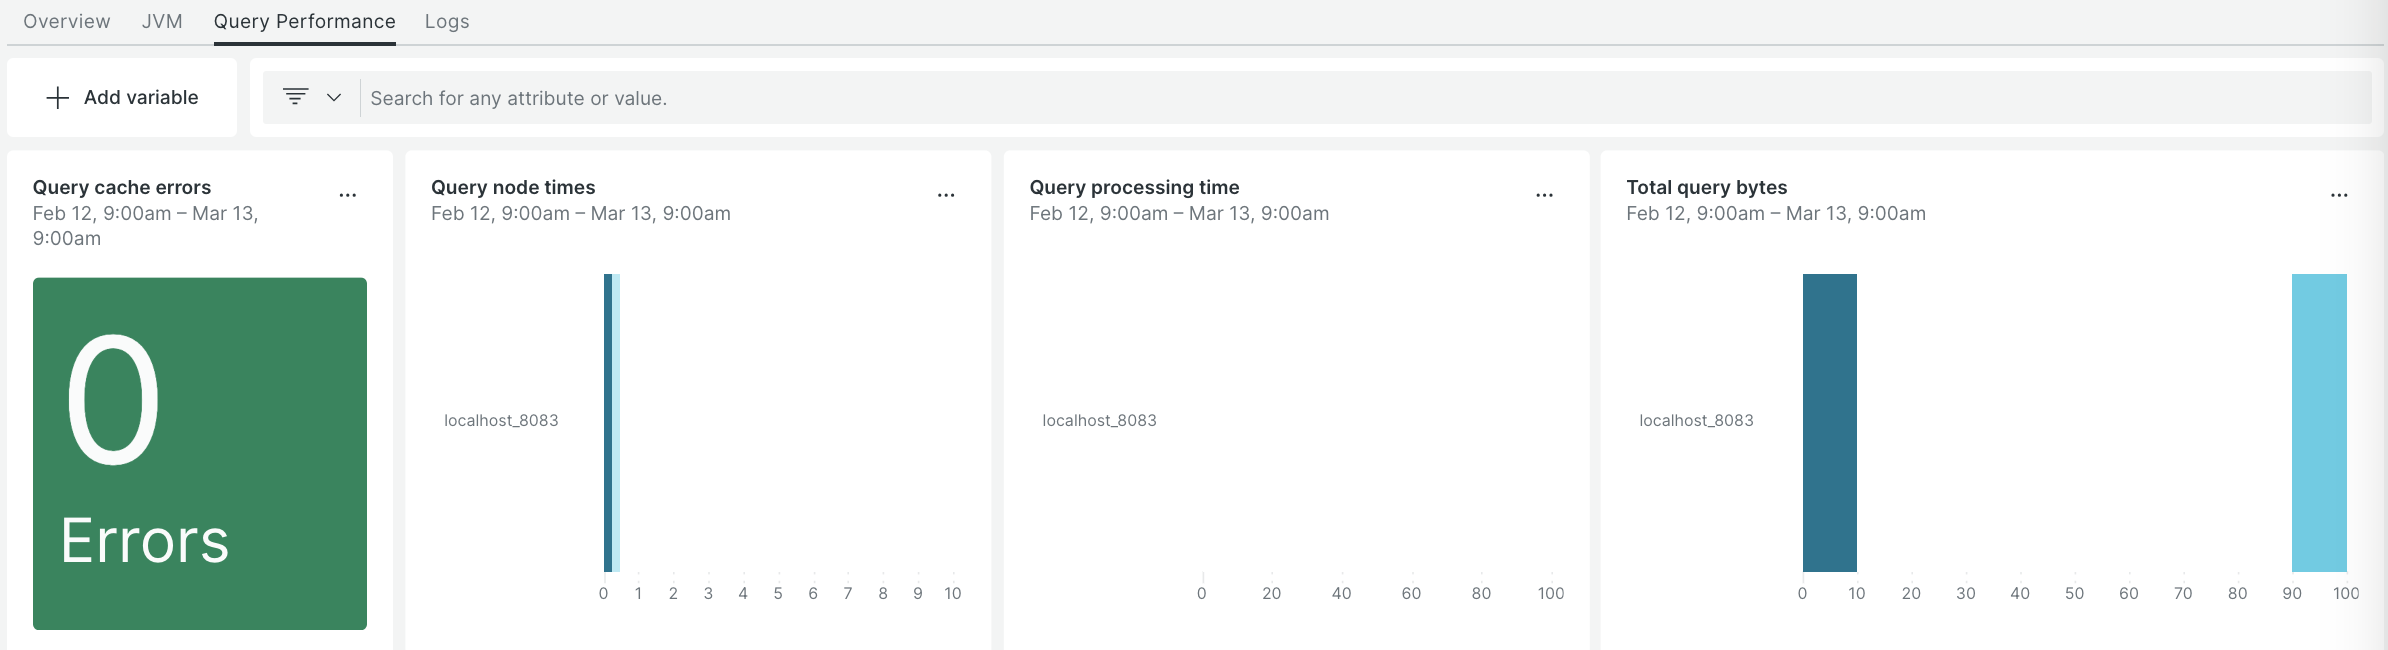 Overview JVM Query Performance Logs
Add variable
Search for any attribute or value.
Query cache errors
Feb 12, 9:00am – Mar 13,
9:00am
0
Errors
Query node times
Feb 12, 9:00am – Mar 13, 9:00am
localhost_8083
0 1 2 3 4 5 6 7 8 9 10
Query processing time
Feb 12, 9:00am – Mar 13, 9:00am
localhost_8083
0 20 40 60 80 100
Total query bytes
Feb 12, 9:00am – Mar 13, 9:00am
localhost_8083
0 10 20 30 40 50 60 70 80 90 100